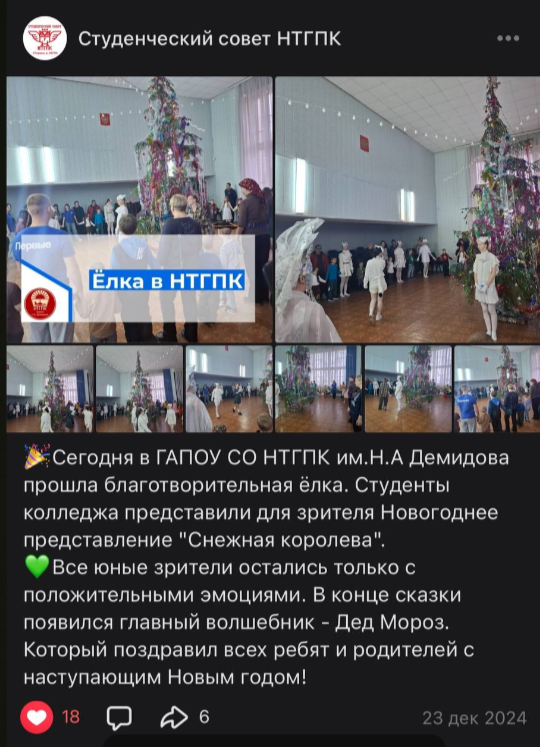 Студенческий совет НТГПК
Первые
Ёлка в НТГПК
🎉Сегодня в ГАПОУ СО НТГПК им.Н.А Демидова
прошла благотворительная ёлка. Студенты
колледжа представили для зрителя Новогоднее
представление "Снежная королева".
💚Все юные зрители остались только с
положительными эмоциями. В конце сказки
появился главный волшебник - Дед Мороз.
Который поздравил всех ребят и родителей с
наступающим Новым годом!
18
6
23 дек 2024